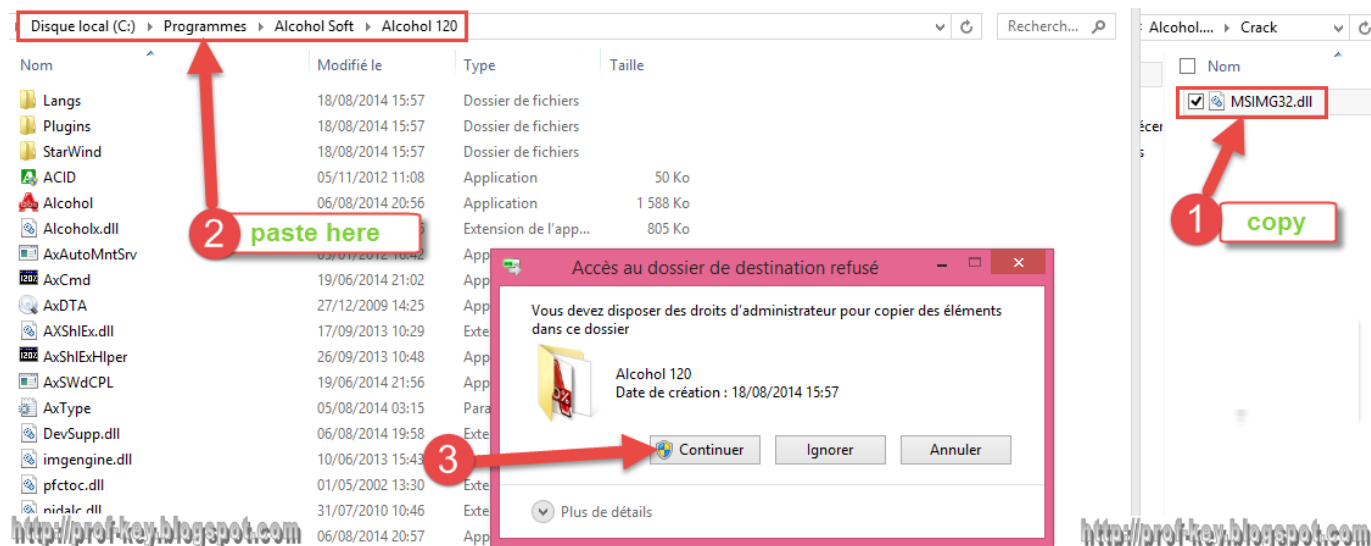 Disque local (C:) Programmes Alcohol Soft Alcohol 120
Recherch...
Nom Modifié le Type Taille
Langs 18/08/2014 15:57 Dossier de fichiers
Plugins 18/08/2014 15:57 Dossier de fichiers
StarWind 18/08/2014 15:57 Dossier de fichiers
ACID 05/11/2012 11:08 Application 50 Ko
Alcohol 06/08/2014 20:56 Application 1 588 Ko
Alcoholx.dll Extension de l'app... 805 Ko
AxAutoMntSrv App
AxCmd 19/06/2014 21:02 App
AxDTA 27/12/2009 14:25 App
AXShlEx.dll 17/09/2013 10:29 Exte
AxShlExHlper 26/09/2013 10:48 App
AxSWdCPL 19/06/2014 21:56 App
AxType 05/08/2014 03:15 Para
DevSupp.dll 06/08/2014 19:58 Exte
imgengine.dll 10/06/2013 15:43
pfctoc.dll 01/05/2002 13:30 Exte
31/07/2010 10:46 Exte
06/08/2014 20:57 App
2 paste here
Accès au dossier de destination refusé
Vous devez disposer des droits d'administrateur pour copier des éléments
dans ce dossier
Alcohol 120
Date de création : 18/08/2014 15:57
3
Continuer Ignorer Annuler
Plus de détails
Alcohol.... Crack
Nom
MSIMG32.dll
1 copy
http://prof-key.blogspot.com
http://prof-key.blogspot.com